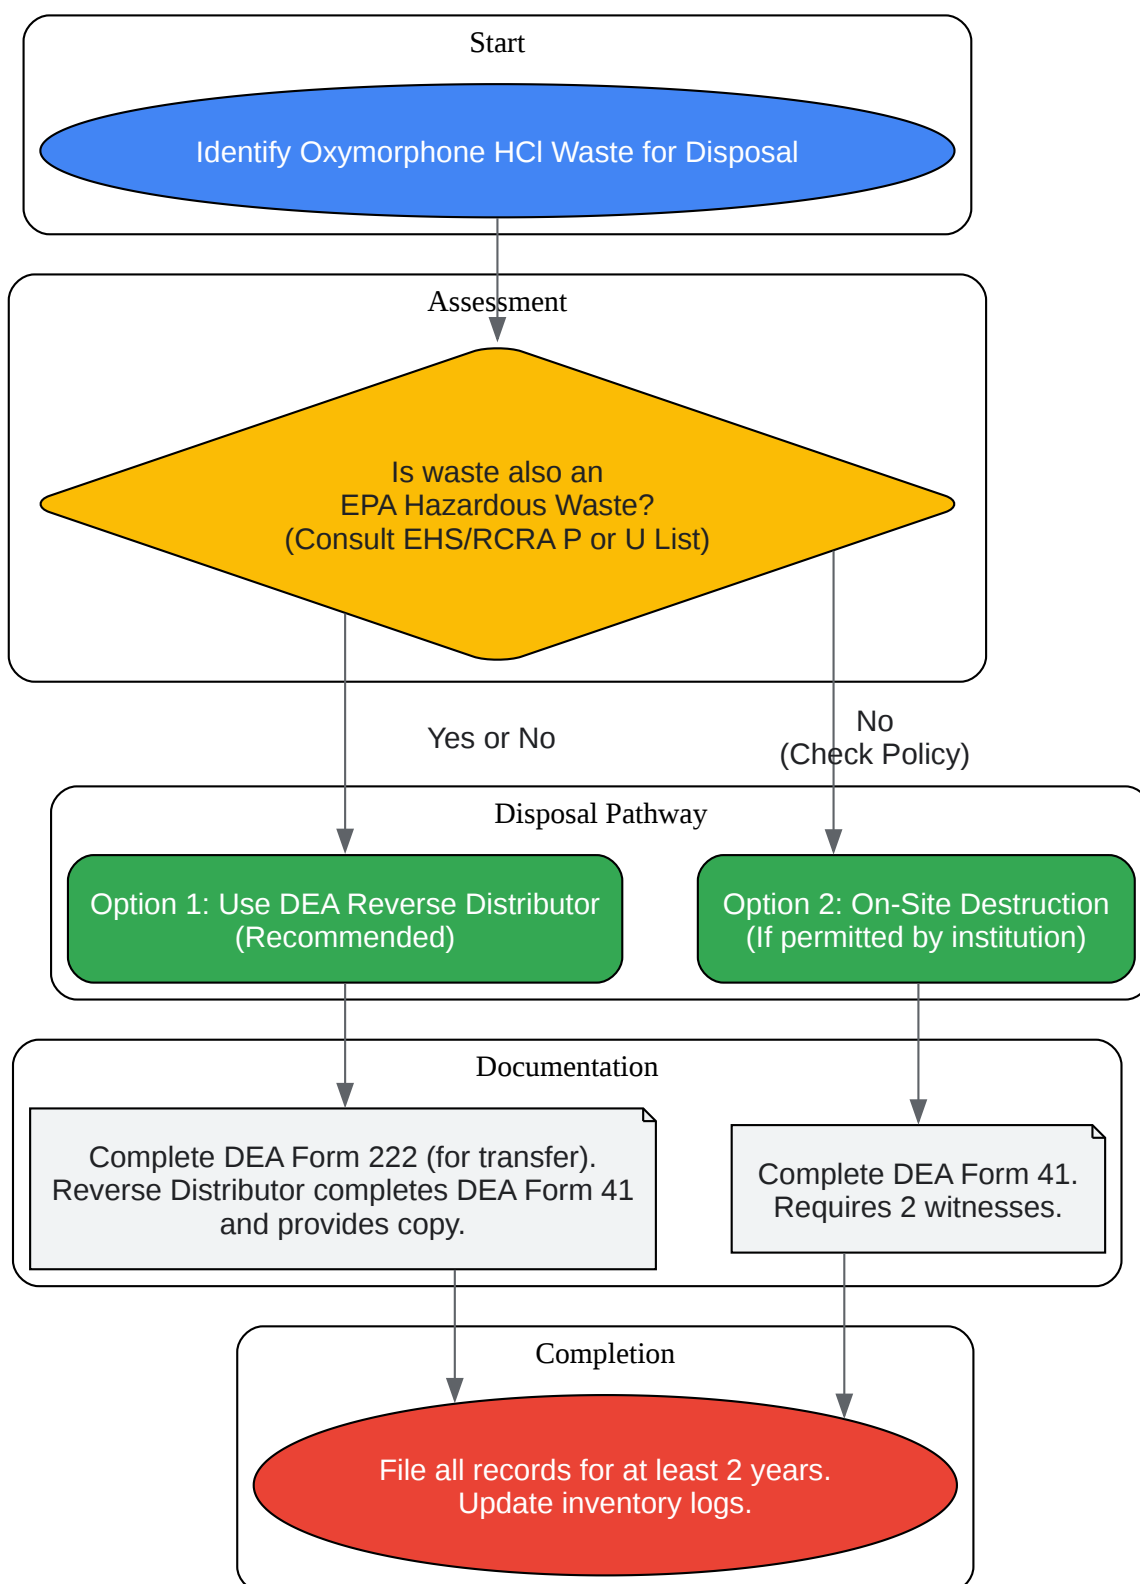 Start
Identify Oxymorphone HCl Waste for Disposal
Assessment
Is waste also an
EPA Hazardous Waste?
(Consult EHS/RCRA P or U List)
Yes or No
No
(Check Policy)
Disposal Pathway
Option 1: Use DEA Reverse Distributor
(Recommended)
Option 2: On-Site Destruction
(If permitted by institution)
Documentation
Complete DEA Form 222 (for transfer).
Reverse Distributor completes DEA Form 41
and provides copy.
Complete DEA Form 41.
Requires 2 witnesses.
Completion
File all records for at least 2 years.
Update inventory logs.